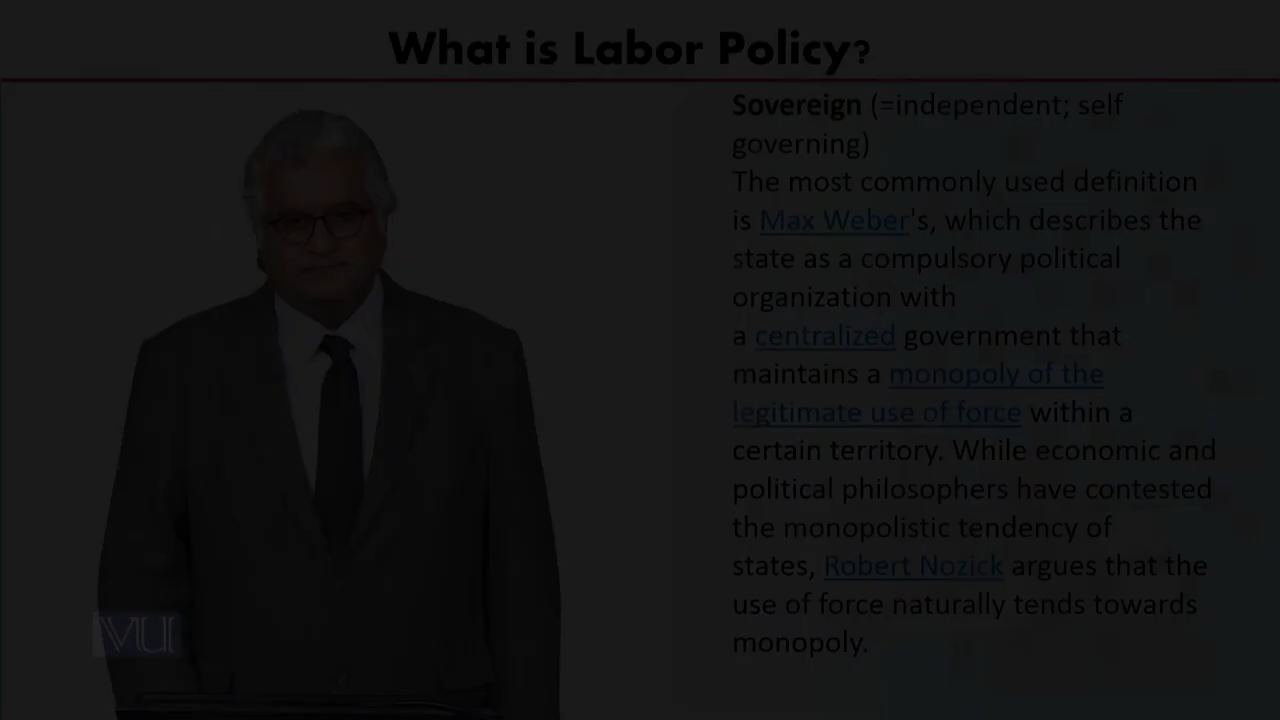 What is Labor Policy?
Sovereign (=independent; self
governing)
The most commonly used definition
is Max Weber's, which describes the
state as a compulsory political
organization with
a centralized government that
maintains a monopoly of the
legitimate use of force within a
certain territory. While economic and
political philosophers have contested
the monopolistic tendency of
states, Robert Nozick argues that the
use of force naturally tends towards
monopoly.
VU